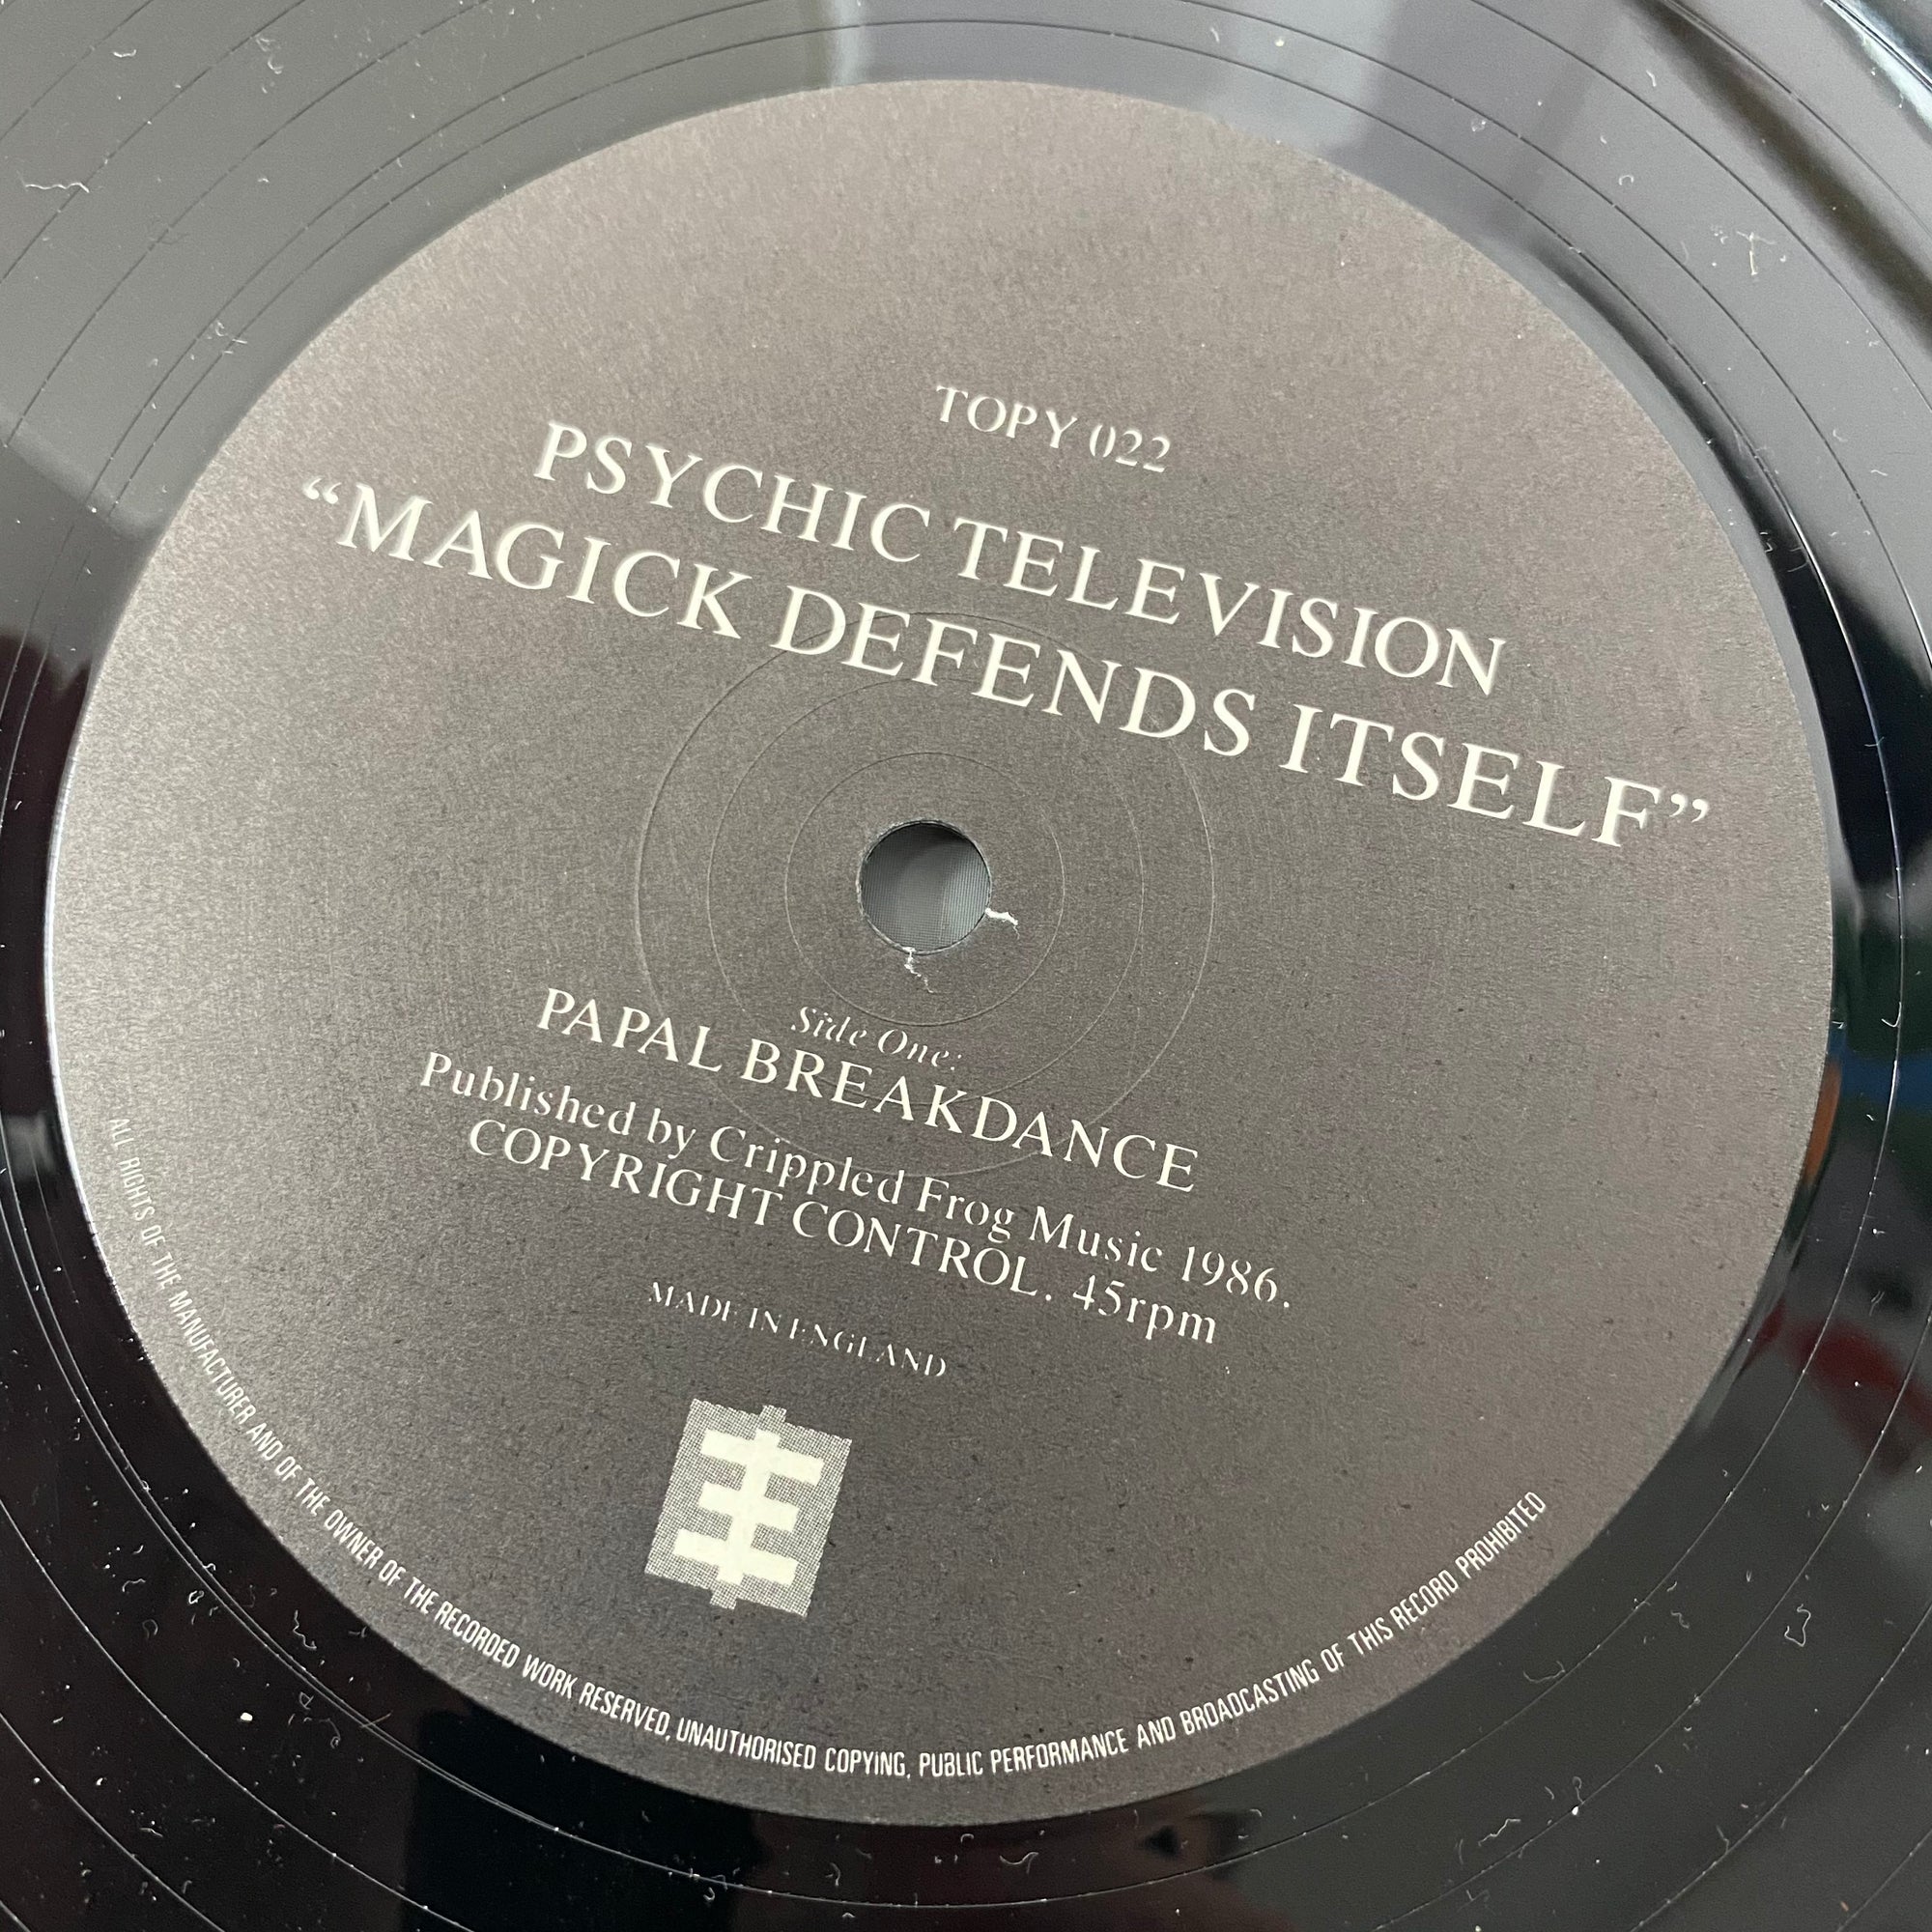 TOPY 022
PSYCHIC TELEVISION
“MAGICK DEFENDS ITSELF”
Side One:
PAPAL BREAKDANCE
Published by Crippled Frog Music 1986.
COPYRIGHT CONTROL. 45rpm
MADE IN ENGLAND
ALL RIGHTS OF THE MANUFACTURER AND OF THE OWNER OF THE RECORDED WORK RESERVED, UNAUTHORISED COPYING, PUBLIC PERFORMANCE AND BROADCASTING OF THIS RECORD PROHIBITED